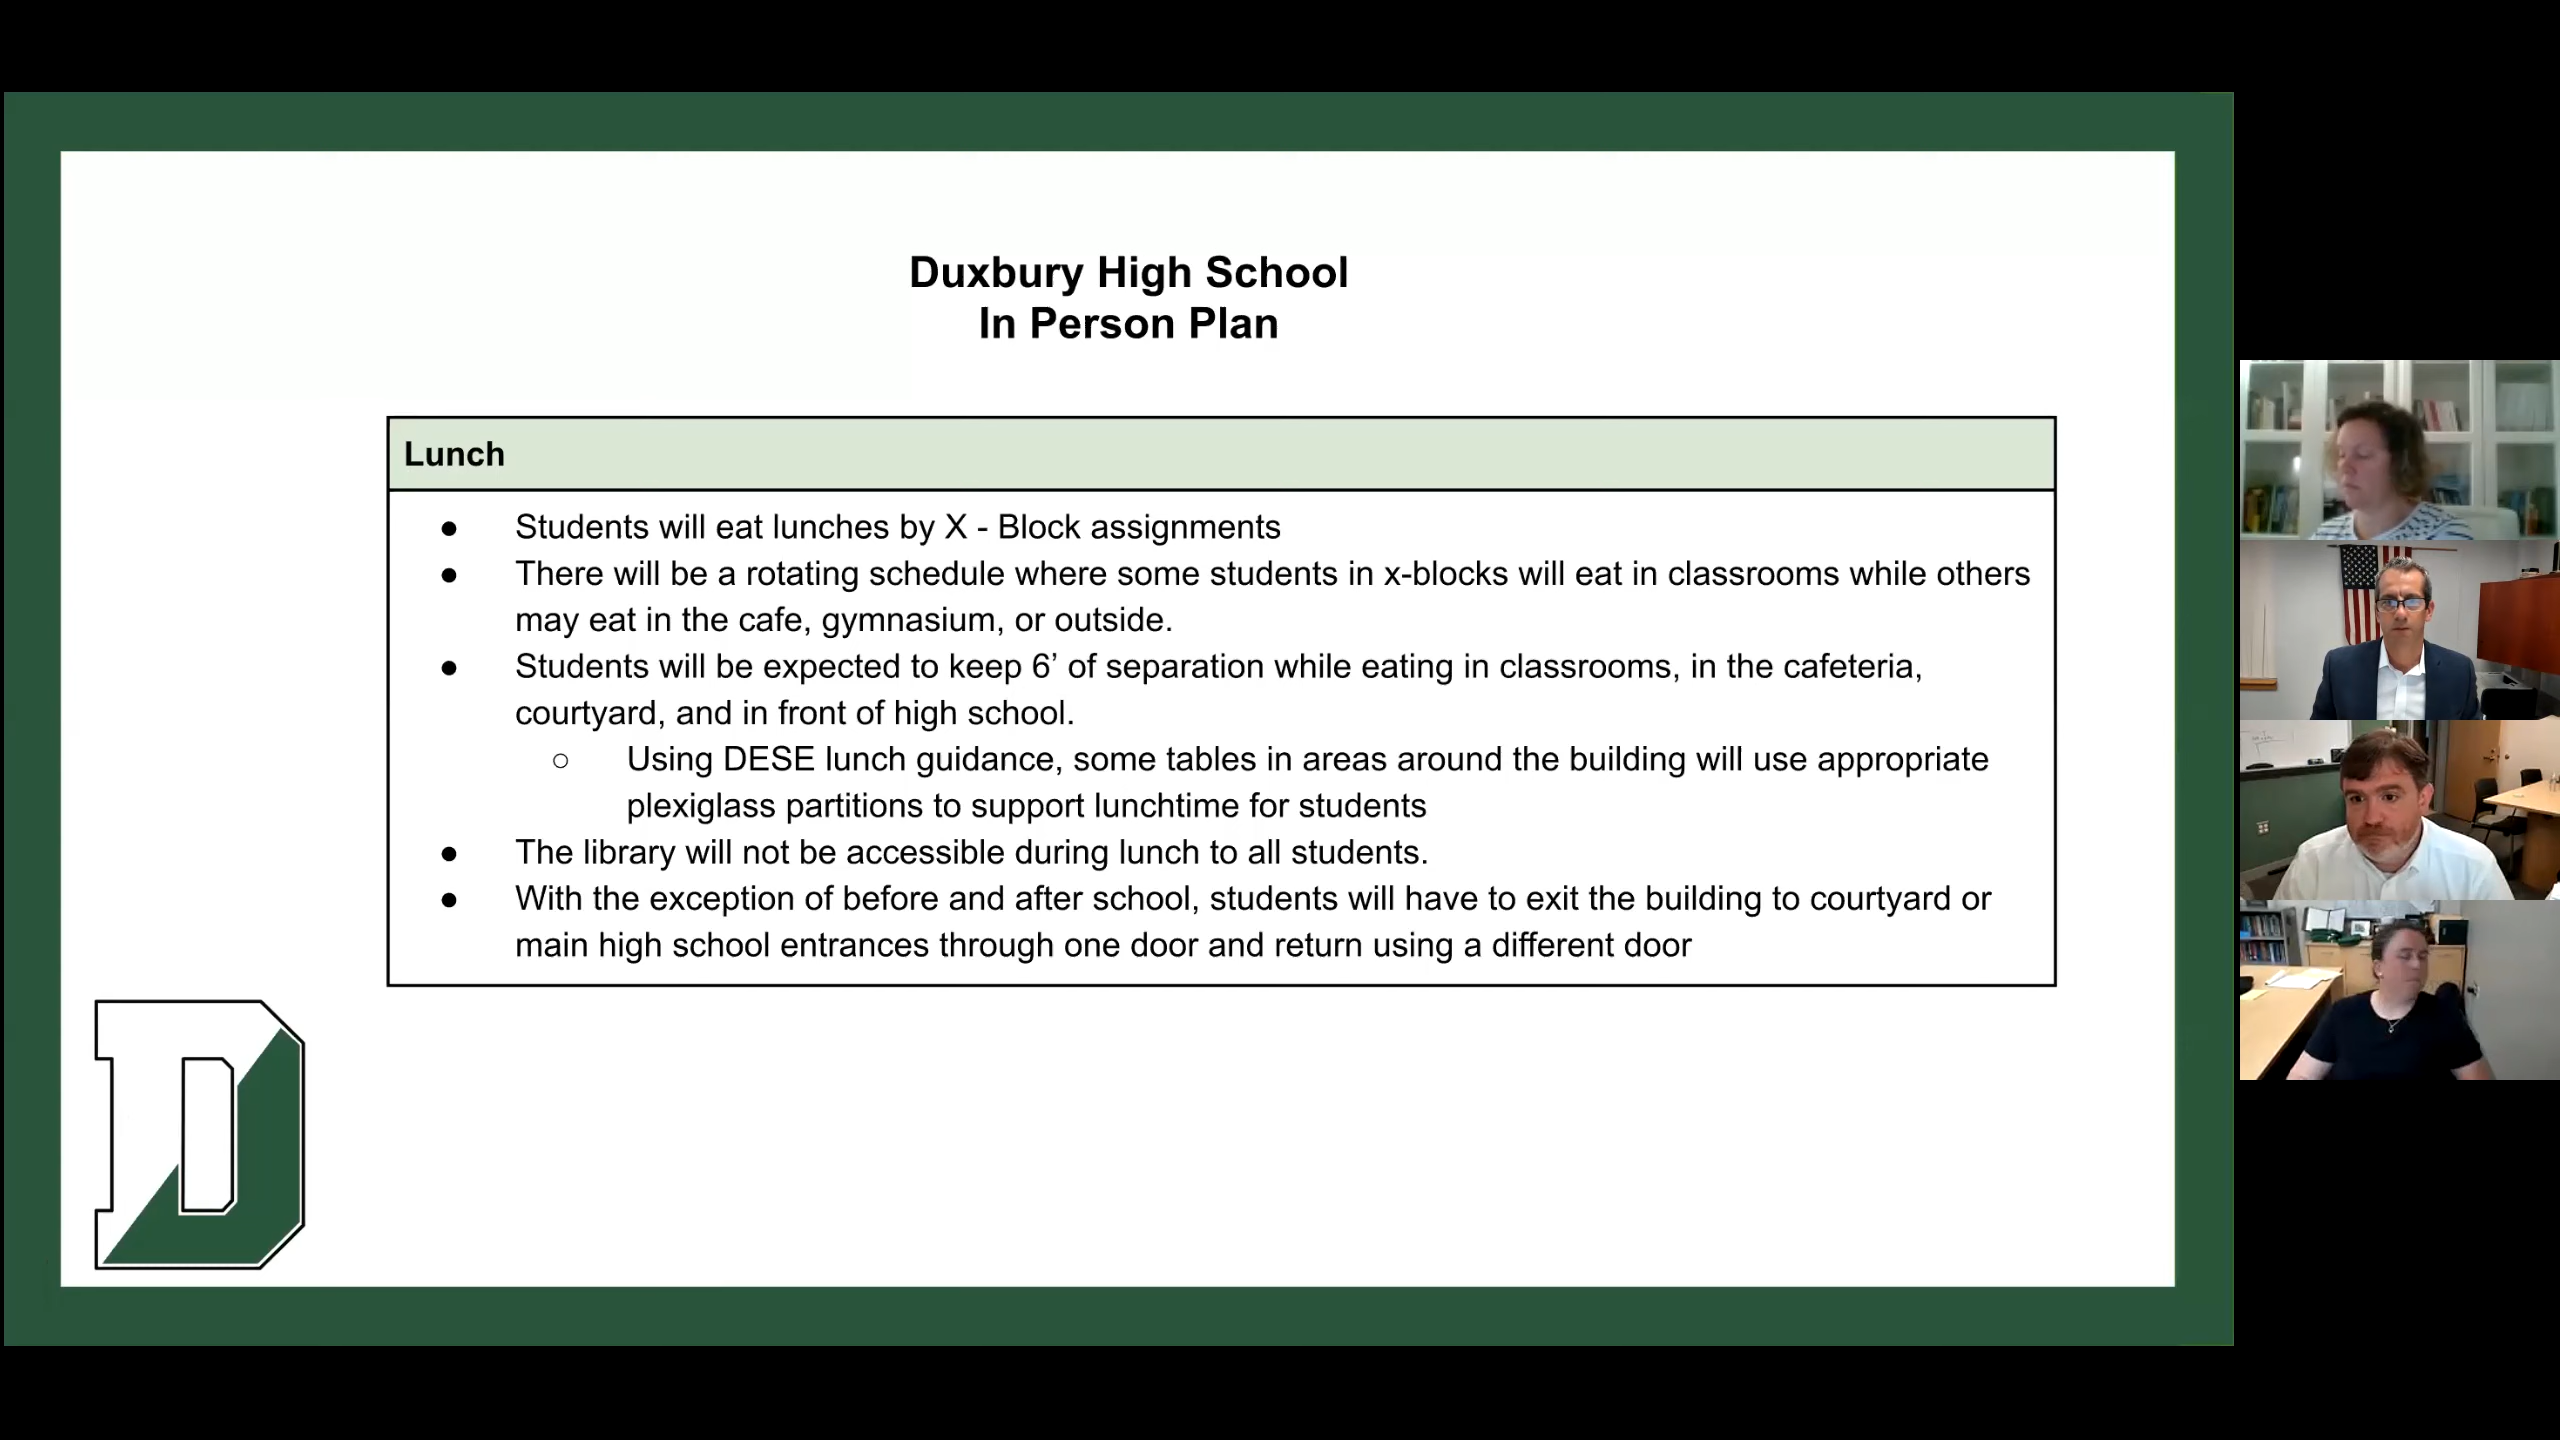 Duxbury High School
In Person Plan
Lunch
● Students will eat lunches by X - Block assignments
● There will be a rotating schedule where some students in x-blocks will eat in classrooms while others
may eat in the cafe, gymnasium, or outside.
● Students will be expected to keep 6’ of separation while eating in classrooms, in the cafeteria,
courtyard, and in front of high school.
○ Using DESE lunch guidance, some tables in areas around the building will use appropriate
plexiglass partitions to support lunchtime for students
● The library will not be accessible during lunch to all students.
● With the exception of before and after school, students will have to exit the building to courtyard or
main high school entrances through one door and return using a different door
D